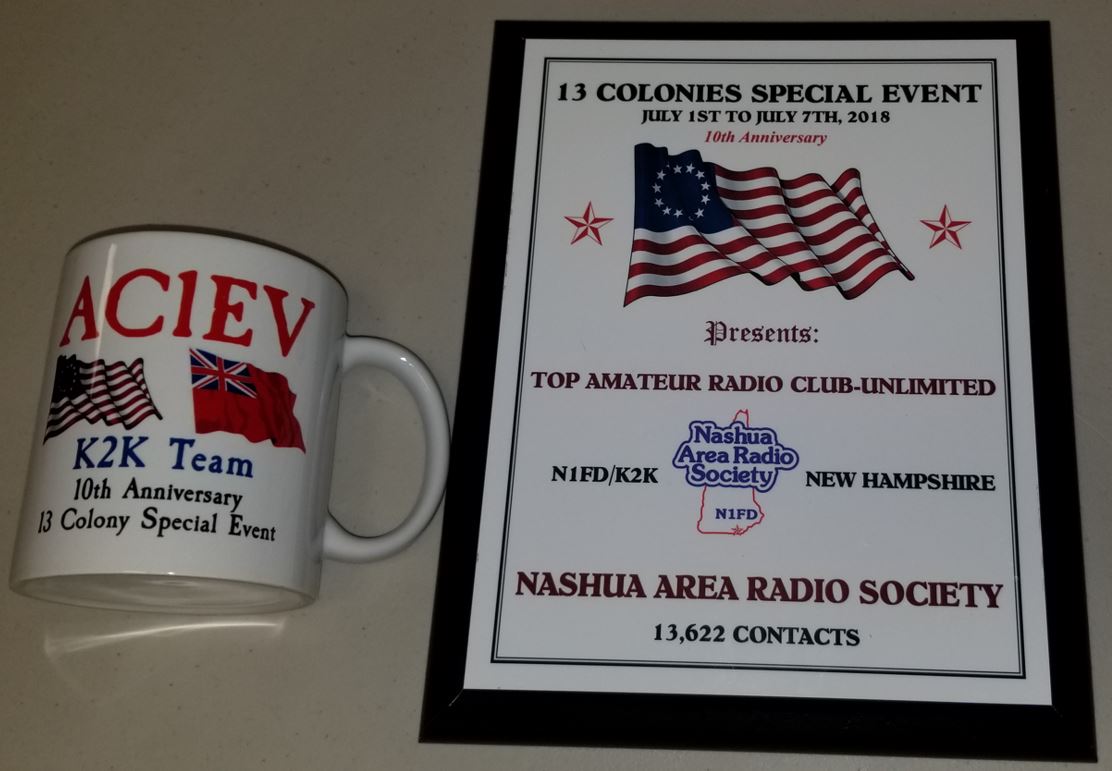 AC1EV
K2K Team
10th Anniversary
13 Colony Special Event
13 COLONIES SPECIAL EVENT
JULY 1ST TO JULY 7TH, 2018
10th Anniversary
Presents:
TOP AMATEUR RADIO CLUB-UNLIMITED
N1FD/K2K
Nashua
Area Radio
Society
N1FD
NEW HAMPSHIRE
NASHUA AREA RADIO SOCIETY
13,622 CONTACTS